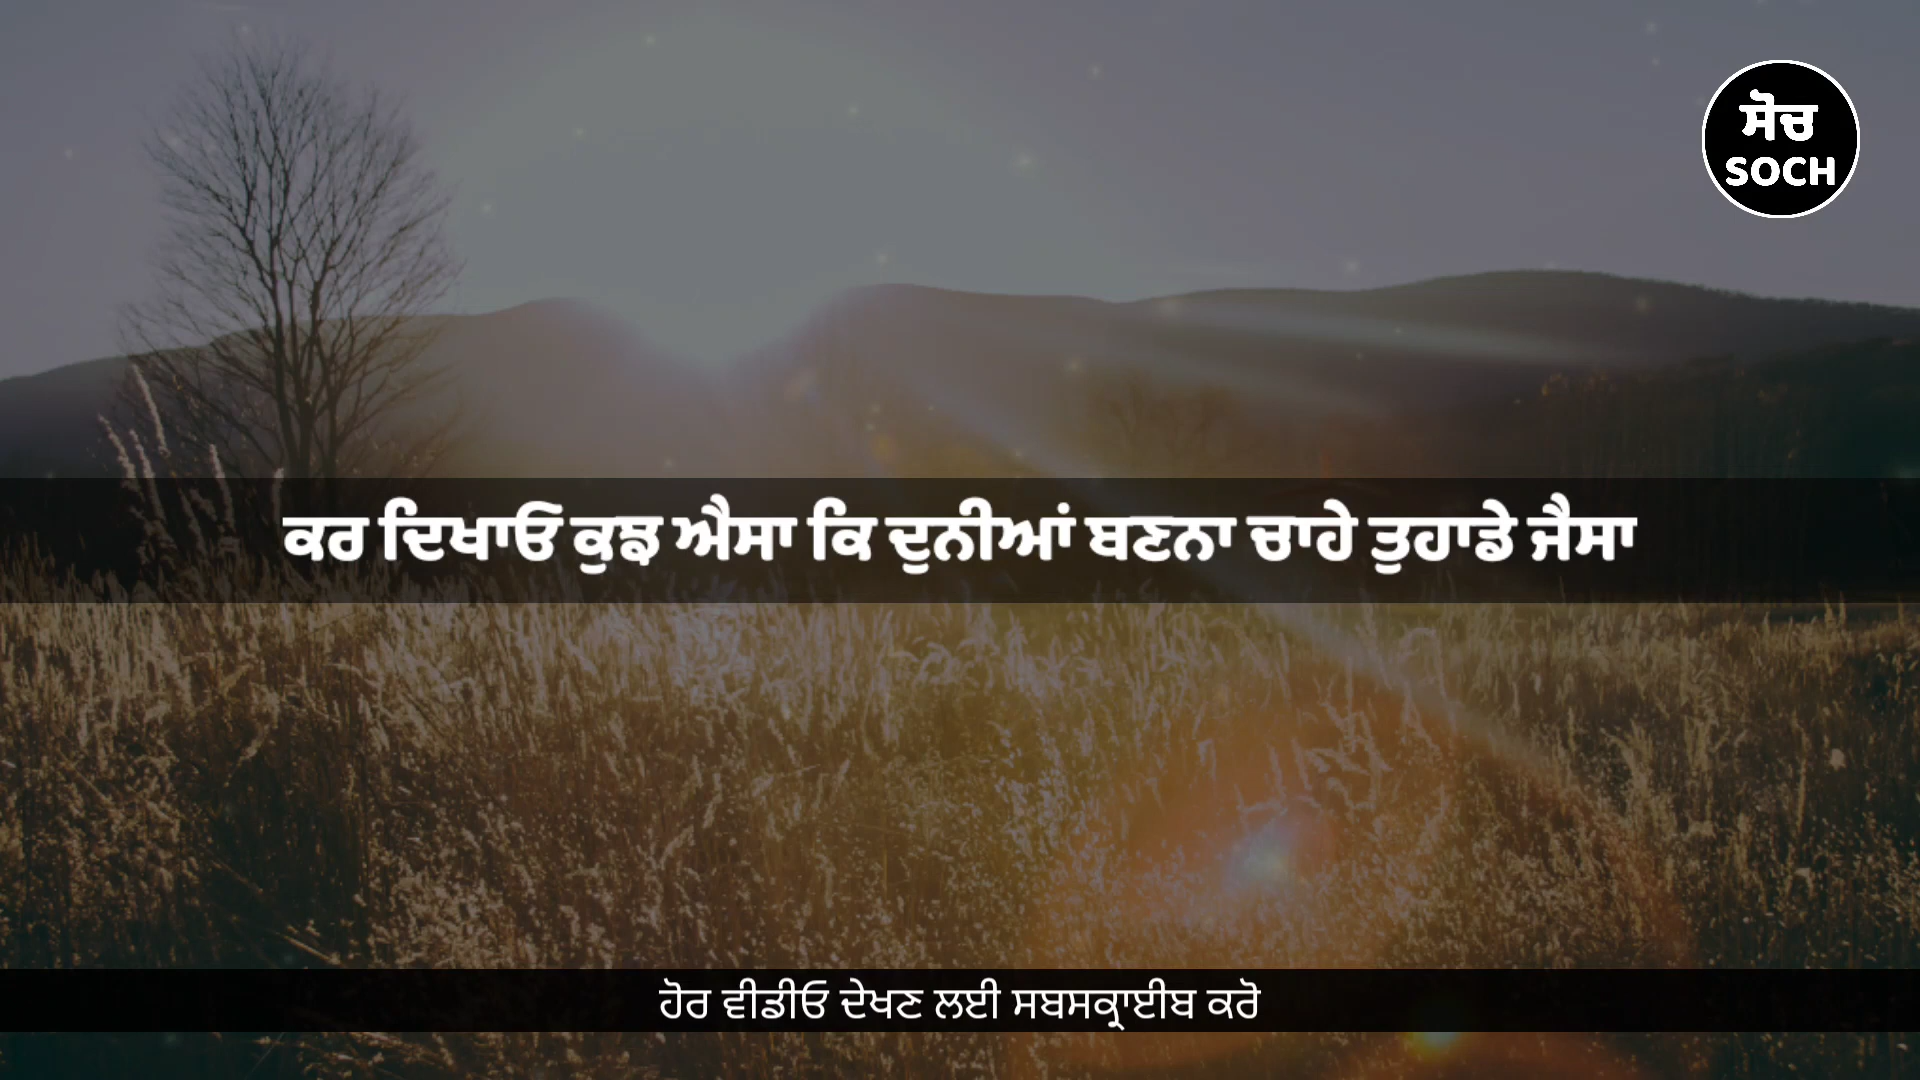 ਸੋਚ
SOCH
ਕਰ ਦਿਖਾਓ ਕੁਝ ਐਸਾ ਕਿ ਦੁਨੀਆਂ ਬਣਨਾ ਚਾਹੇ ਤੁਹਾਡੇ ਜੈਸਾ
ਹੋਰ ਵੀਡੀਓ ਦੇਖਣ ਲਈ ਸਬਸਕ੍ਰਾਈਬ ਕਰੋ